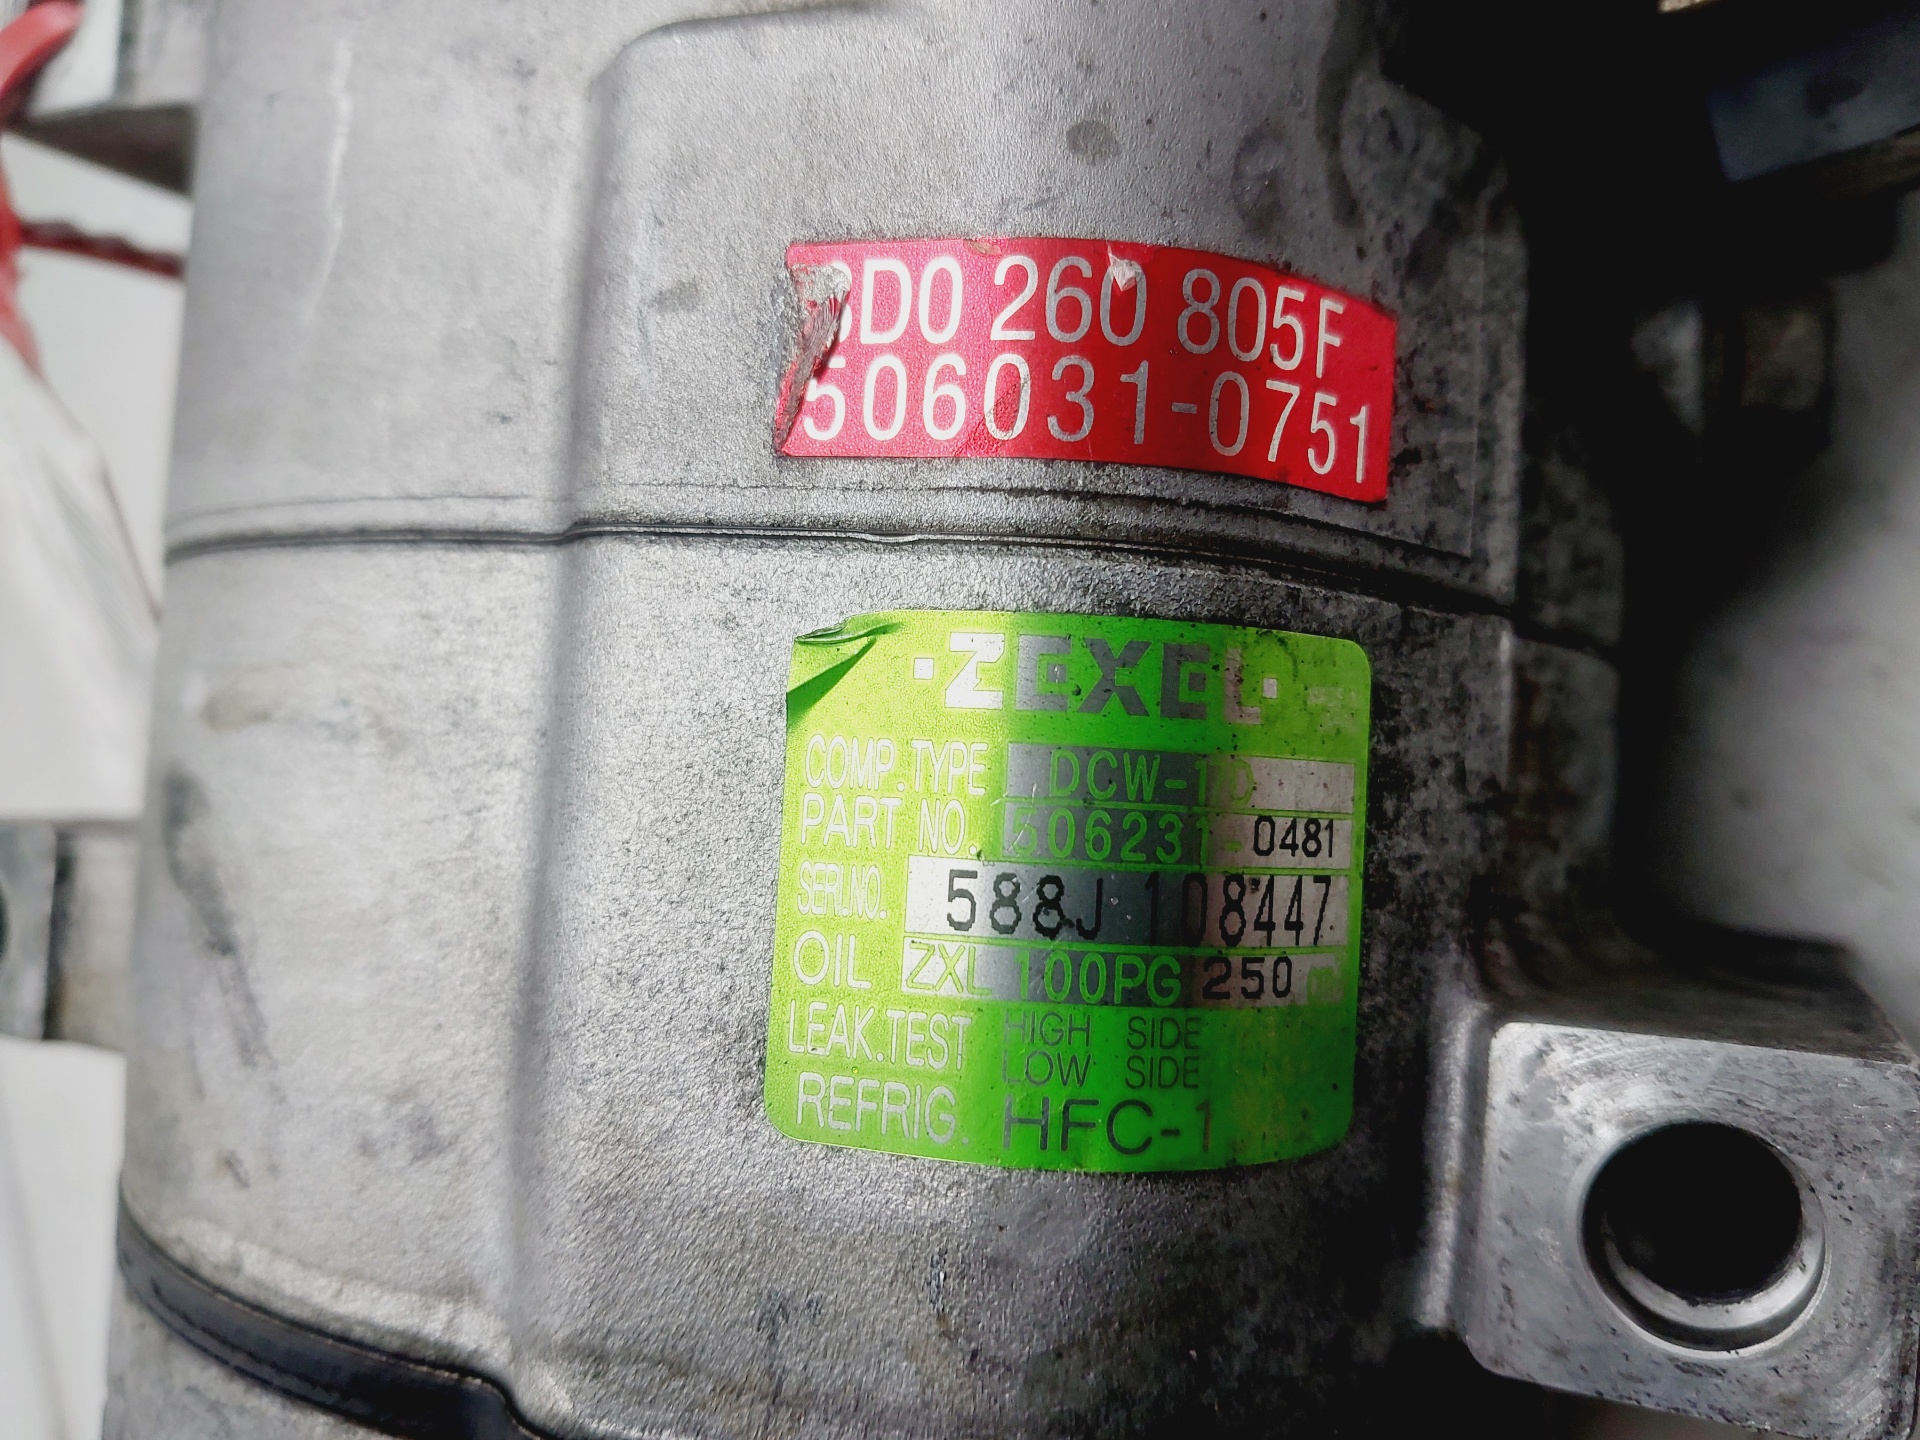 8D0 260 805F
506031-0751
·ZEXEL·
COMP.TYPE DCW-17D
PART NO. 506231-0481
SERI.NO. 588J 108447
OIL ZXL 100PG 250 ml
LEAK.TEST HIGH SIDE
LOW SIDE
REFRIG. HFC-1